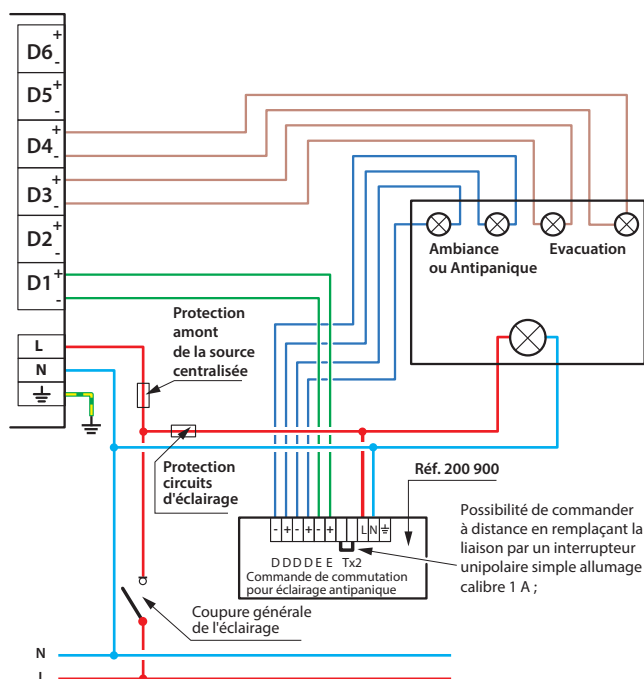 D6 + -
D5 + -
D4 + -
D3 + -
D2 + -
D1 + -
L
N
Ambiance
ou Antipanique
Evacuation
Protection
amont
de la source
centralisée
Protection
circuits
d'éclairage
Réf. 200 900
Possibilité de commander
à distance en remplaçant la
liaison par un interrupteur
unipolaire simple allumage
calibre 1 A ;
- + - + - + L N
D D D D E E Tx2
Commande de commutation
pour éclairage antipanique
Coupure générale
de l'éclairage
N
L